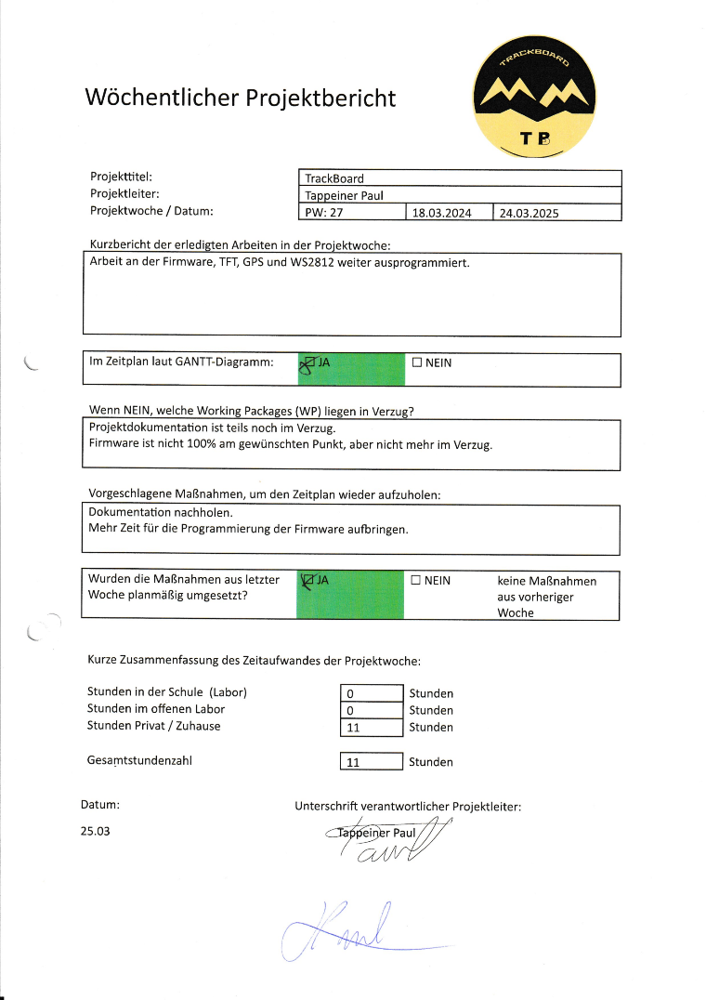 TRACKBOARD
TB
Wöchentlicher Projektbericht
Projekttitel: TrackBoard
Projektleiter: Tappeiner Paul
Projektwoche / Datum: PW: 27 18.03.2024 24.03.2025
Kurzbericht der erledigten Arbeiten in der Projektwoche:
Arbeit an der Firmware, TFT, GPS und WS2812 weiter ausprogrammiert.
Im Zeitplan laut GANTT-Diagramm: JA ☐ NEIN
Wenn NEIN, welche Working Packages (WP) liegen in Verzug?
Projektdokumentation ist teils noch im Verzug.
Firmware ist nicht 100% am gewünschten Punkt, aber nicht mehr im Verzug.
Vorgeschlagene Maßnahmen, um den Zeitplan wieder aufzuholen:
Dokumentation nachholen.
Mehr Zeit für die Programmierung der Firmware aufbringen.
Wurden die Maßnahmen aus letzter JA ☐ NEIN keine Maßnahmen
Woche planmäßig umgesetzt? aus vorheriger
Woche
Kurze Zusammenfassung des Zeitaufwandes der Projektwoche:
Stunden in der Schule (Labor) 0 Stunden
Stunden im offenen Labor 0 Stunden
Stunden Privat / Zuhause 11 Stunden
Gesamtstundenzahl 11 Stunden
Datum: Unterschrift verantwortlicher Projektleiter:
25.03 Tappeiner Paul
Paul